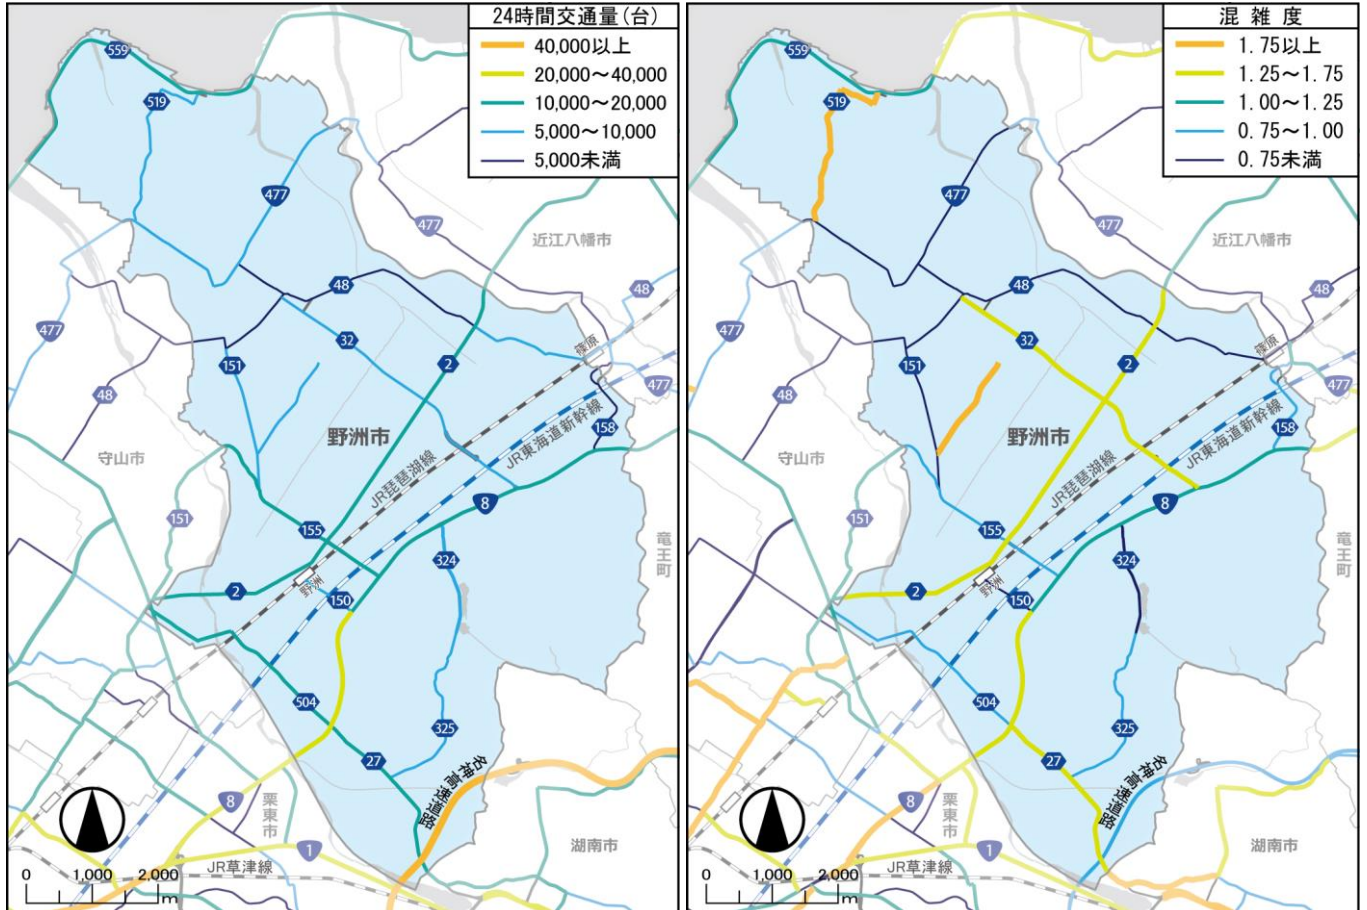 24時間交通量(台)
40,000以上
20,000～40,000
10,000～20,000
5,000～10,000
5,000未満
559
519
477
477
近江八幡市
48
48
477
32
2
篠原
151
477
48
野洲市
JR東海道新幹線
158
守山市
JR琵琶湖線
8
151
155
324
竜王町
2
野洲
150
504
325
27
名神高速道路
8
栗東市
1
湖南市
JR草津線
0 1,000 2,000
m
混雑度
1.75以上
1.25～1.75
1.00～1.25
0.75～1.00
0.75未満
559
519
477
477
近江八幡市
48
48
477
32
2
篠原
151
477
48
野洲市
JR東海道新幹線
158
守山市
JR琵琶湖線
8
151
155
324
竜王町
2
野洲
150
504
325
27
名神高速道路
8
栗東市
1
湖南市
JR草津線
0 1,000 2,000
m